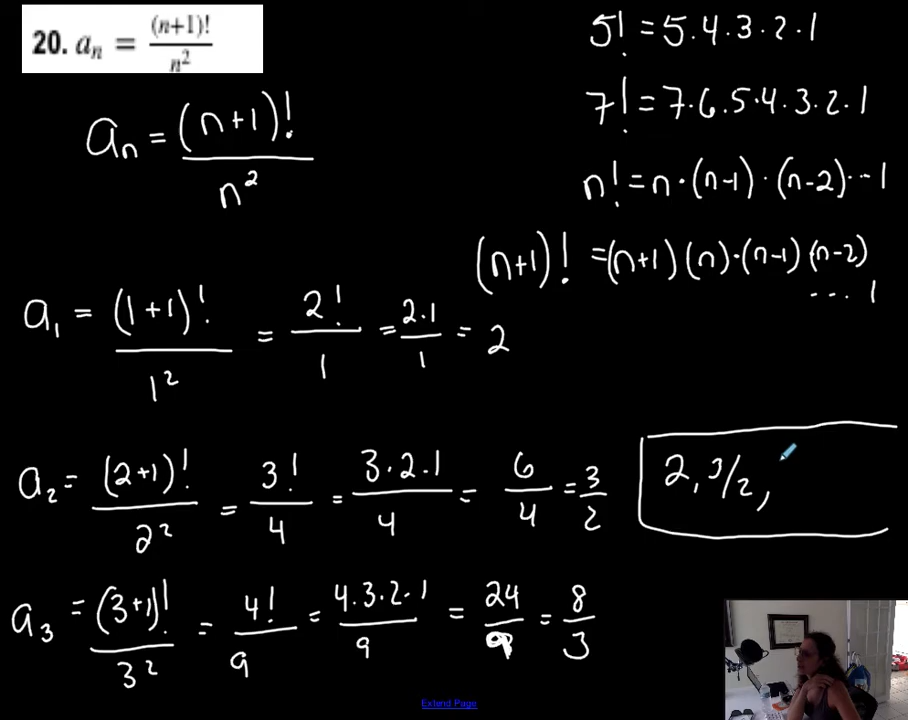 20. aₙ = (n+1)! / n²
aₙ = (n+1)! / n²
5! = 5·4·3·2·1
7! = 7·6·5·4·3·2·1
n! = n·(n-1)·(n-2)···1
(n+1)! = (n+1)(n)·(n-1)(n-2)
···· 1
a₁ = (1+1)! / 1² = 2! / 1 = 2·1 / 1 = 2
a₂ = (2+1)! / 2² = 3! / 4 = 3·2·1 / 4 = 6/4 = 3/2
2, 3/2,
a₃ = (3+1)! / 3² = 4! / 9 = 4·3·2·1 / 9 = 24/9 = 8/3
Extend Page